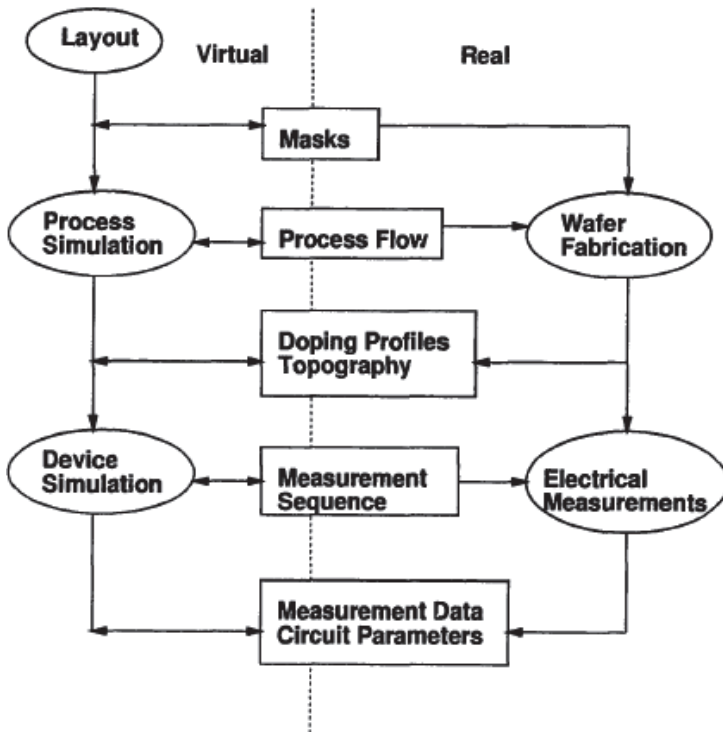 Layout
Virtual
Real
Masks
Process
Simulation
Process Flow
Wafer
Fabrication
Doping Profiles
Topography
Device
Simulation
Measurement
Sequence
Electrical
Measurements
Measurement Data
Circuit Parameters